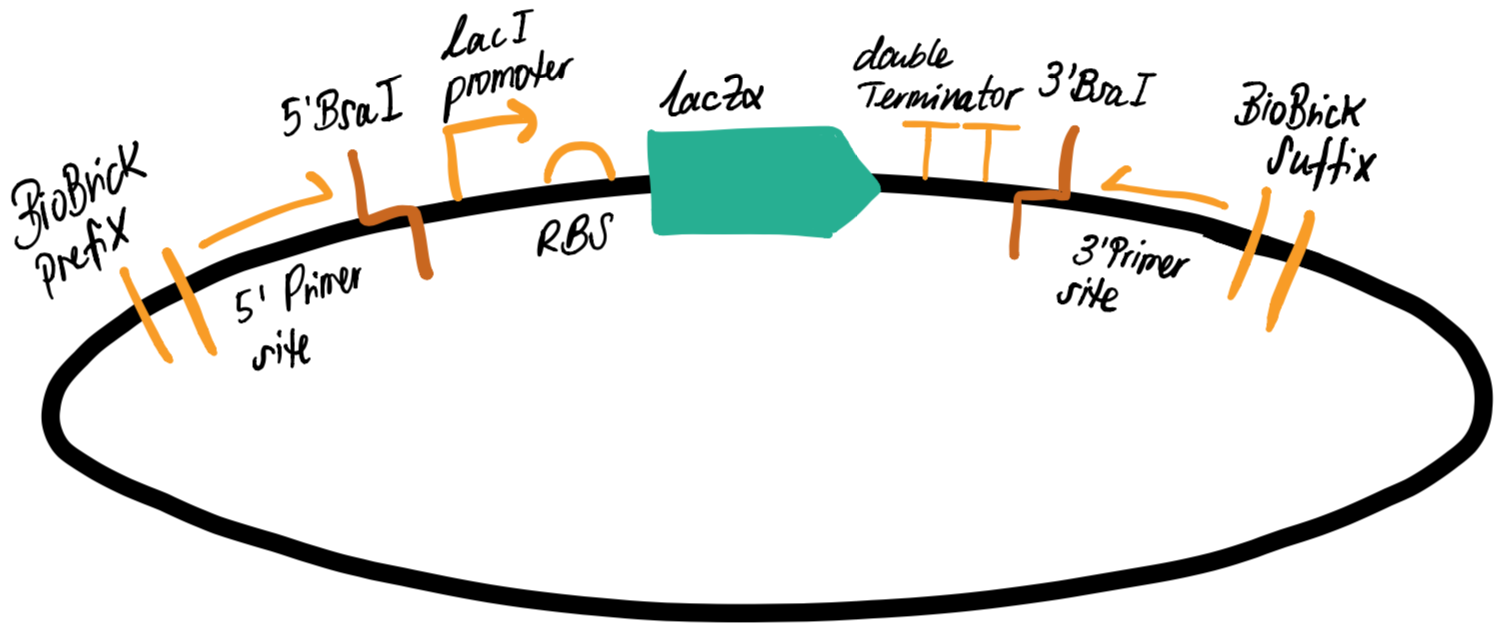 BioBrick
prefix
5' Primer
site
5'BsaI
lacI
promoter
RBS
lacZα
double
Terminator
3'BsaI
3'Primer
site
BioBrick
Suffix